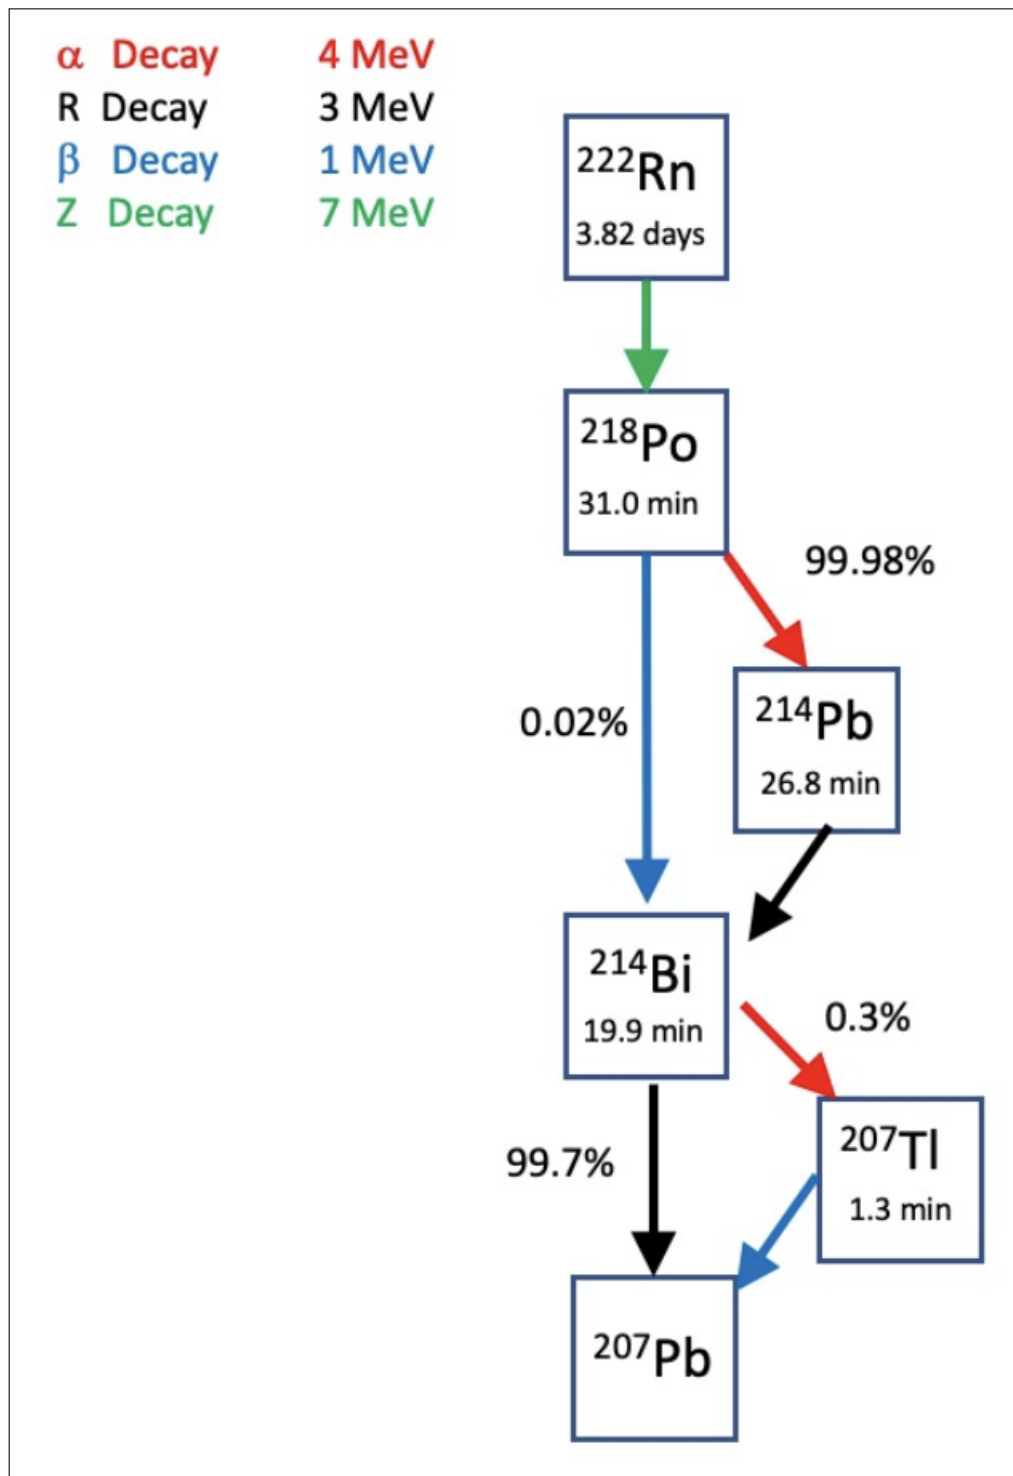 α Decay 4 MeV
R Decay 3 MeV
β Decay 1 MeV
Z Decay 7 MeV
²²²Rn
3.82 days
²¹⁸Po
31.0 min
99.98%
0.02%
²¹⁴Pb
26.8 min
²¹⁴Bi
19.9 min
0.3%
99.7%
²⁰⁷Tl
1.3 min
²⁰⁷Pb